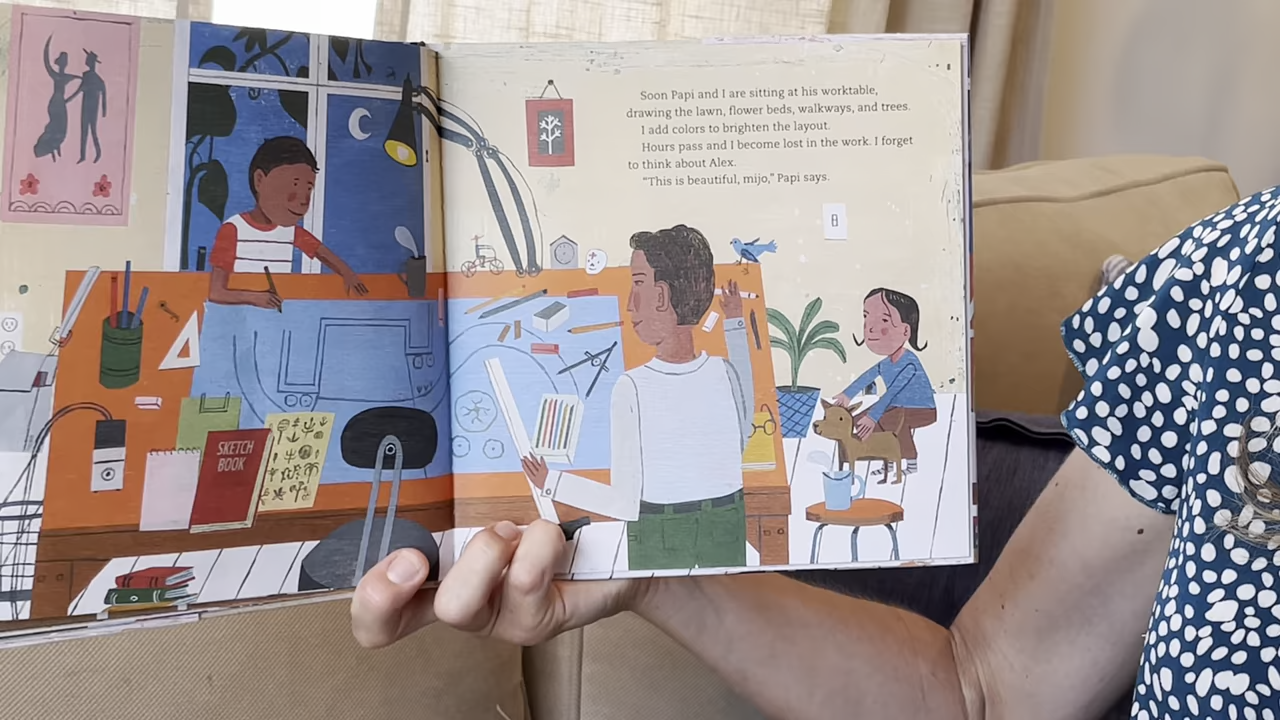 Soon Papi and I are sitting at his worktable,
drawing the lawn, flower beds, walkways, and trees.
I add colors to brighten the layout.
Hours pass and I become lost in the work. I forget
to think about Alex.
“This is beautiful, mijo,” Papi says.
SKETCH
BOOK